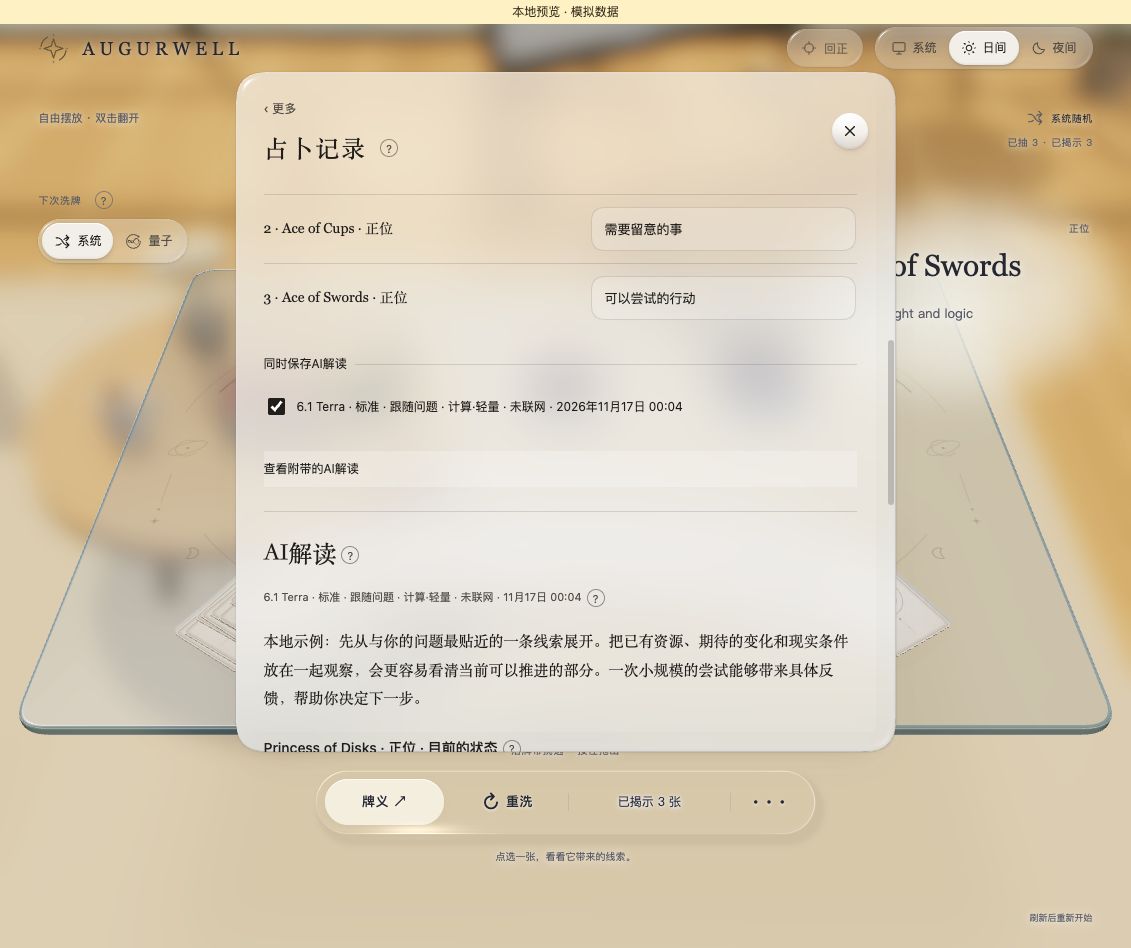 本地预览 · 模拟数据
AUGURWELL
回正
系统
日间
夜间
自由摆放 · 双击翻开
系统随机
已抽 3 · 已揭示 3
下次洗牌 ?
系统
量子
正位
of Swords
ght and logic
‹ 更多
占卜记录 ?
2 · Ace of Cups · 正位
需要留意的事
3 · Ace of Swords · 正位
可以尝试的行动
同时保存AI解读
6.1 Terra · 标准 · 跟随问题 · 计算·轻量 · 未联网 · 2026年11月17日 00:04
查看附带的AI解读
AI解读 ?
6.1 Terra · 标准 · 跟随问题 · 计算·轻量 · 未联网 · 11月17日 00:04 ?
本地示例：先从与你的问题最贴近的一条线索展开。把已有资源、期待的变化和现实条件
放在一起观察，会更容易看清当前可以推进的部分。一次小规模的尝试能够带来具体反
馈，帮助你决定下一步。
Princess of Disks · 正位 · 目前的状态 ?
牌义 ↗
重洗
已揭示 3 张
点选一张，看看它带来的线索。
刷新后重新开始